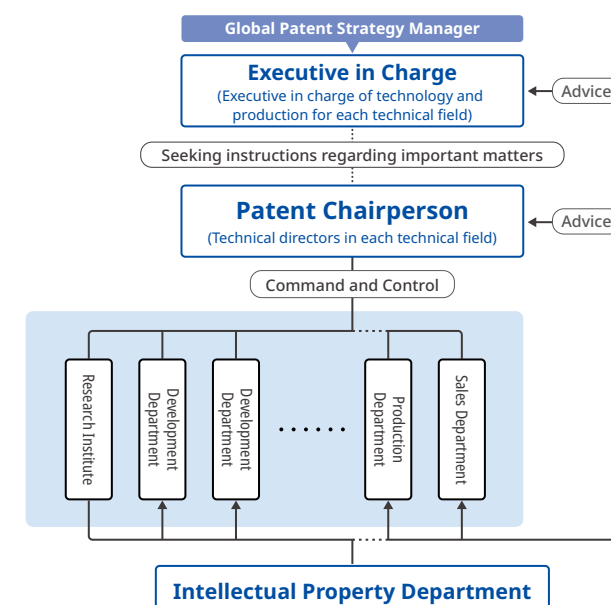 Global Patent Strategy Manager
Executive in Charge
(Executive in charge of technology and
production for each technical field)
Advice
Seeking instructions regarding important matters
Patent Chairperson
(Technical directors in each technical field)
Advice
Command and Control
Research Institute
Development
Department
Development
Department
Production
Department
Sales Department
Intellectual Property Department